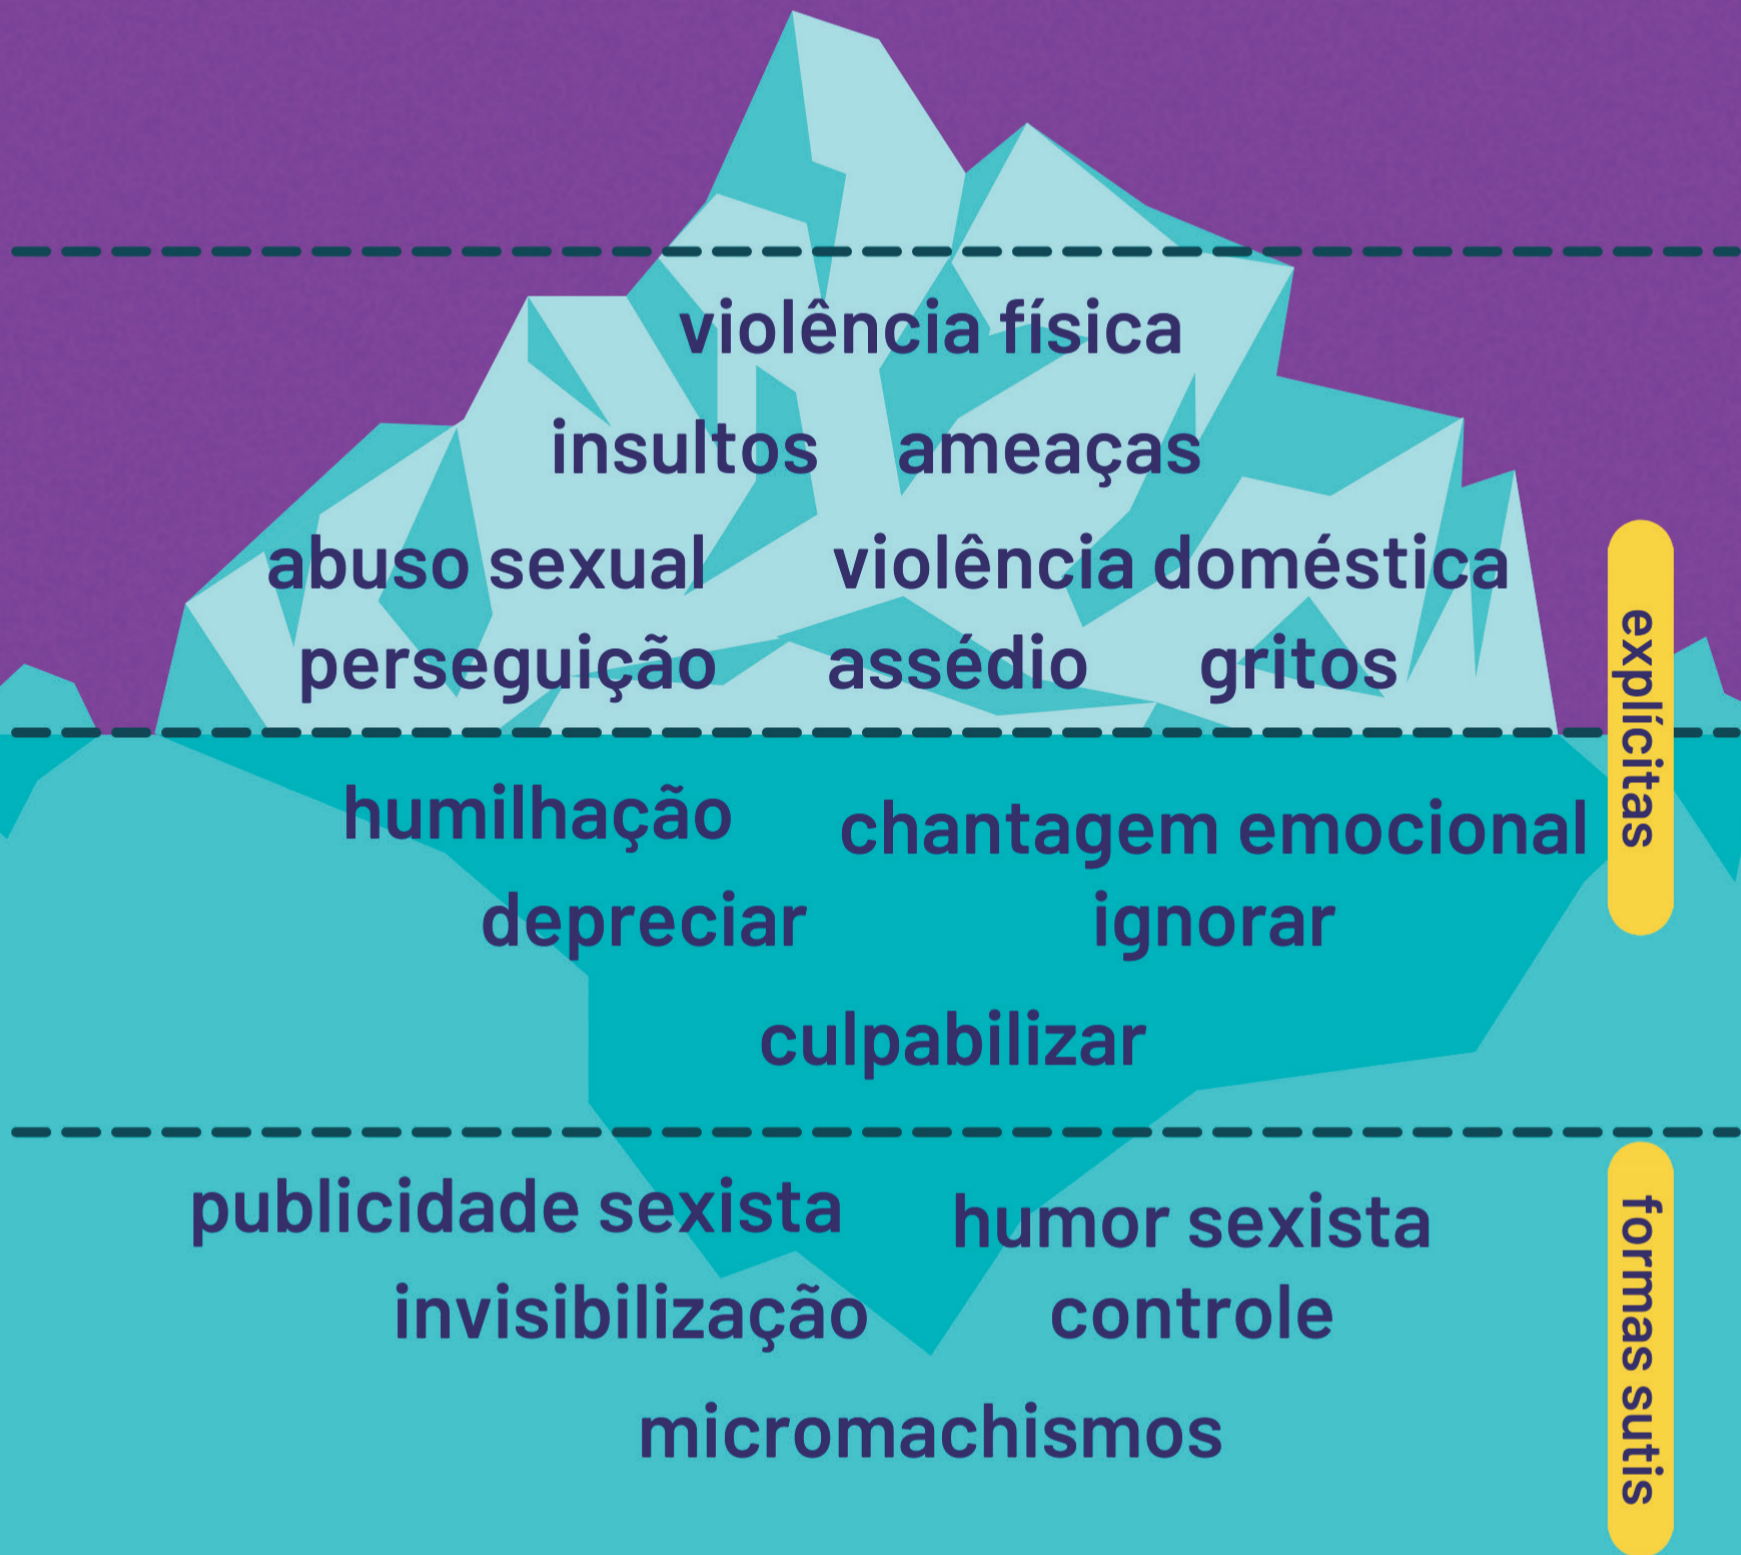 violência física
insultos ameaças
abuso sexual violência doméstica
perseguição assédio gritos
explícitas
humilhação chantagem emocional
depreciar ignorar
culpabilizar
publicidade sexista humor sexista
invisibilização controle
micromachismos
formas sutis